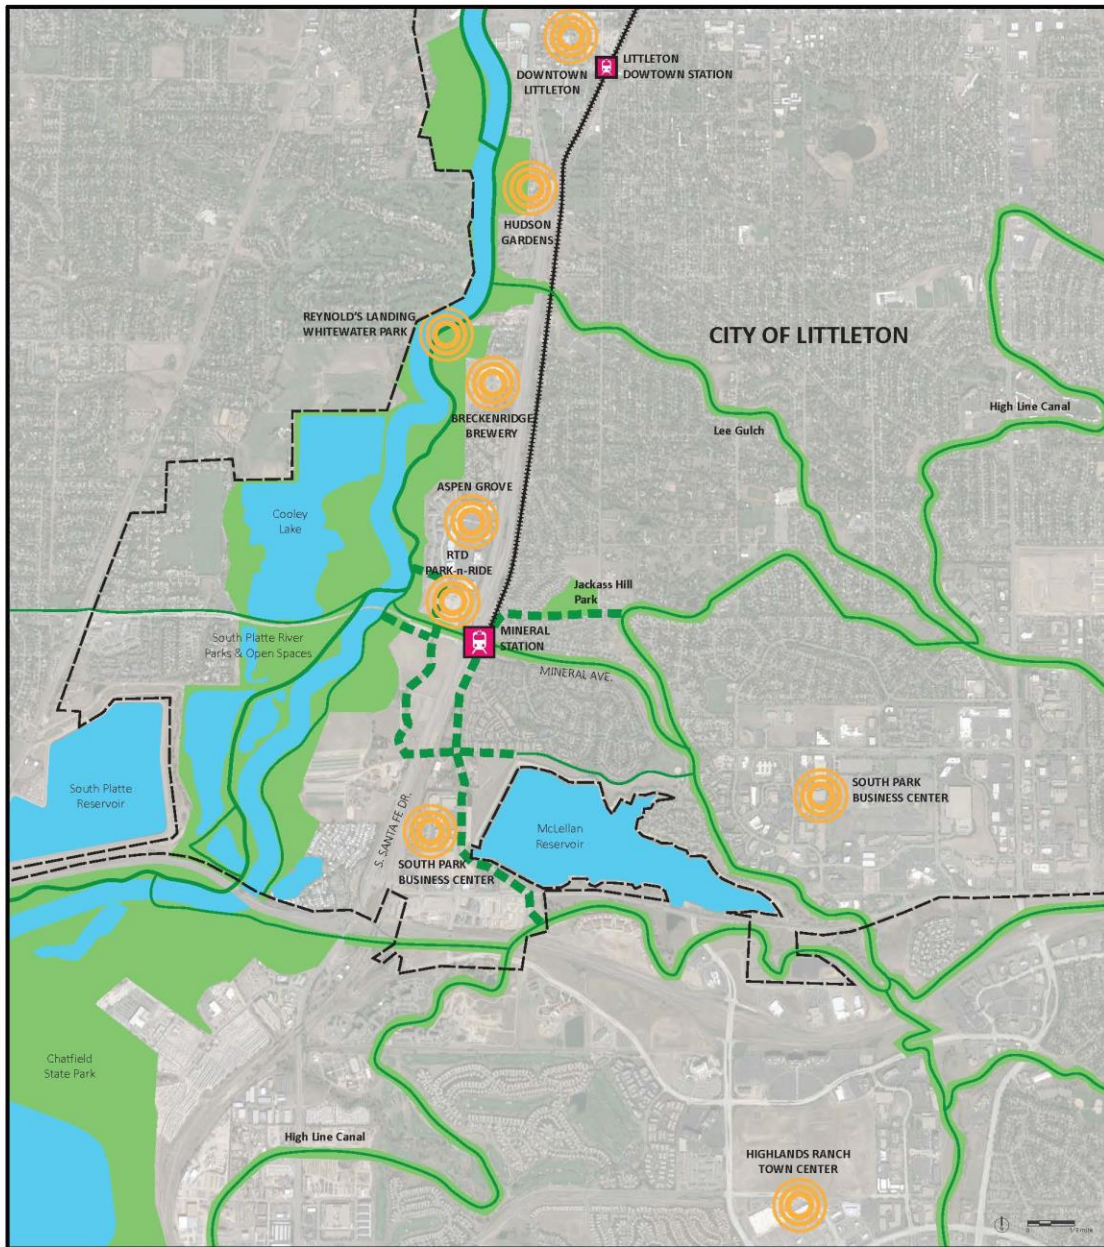 DOWNTOWN
LITTLETON
LITTLETON
DOWTOWN STATION
HUDSON
GARDENS
REYNOLD'S LANDING
WHITEWATER PARK
CITY OF LITTLETON
BRECKENRIDGE
BREWERY
High Line Canal
Lee Gulch
ASPEN GROVE
Cooley
Lake
RTD
PARK-n-RIDE
Jackass Hill
Park
South Platte River
Parks & Open Spaces
MINERAL
STATION
MINERAL AVE.
South Platte
Reservoir
S. SANTA FE DR.
SOUTH PARK
BUSINESS CENTER
McLellan
Reservoir
SOUTH PARK
BUSINESS CENTER
Chatfield
State Park
High Line Canal
HIGHLANDS RANCH
TOWN CENTER
0